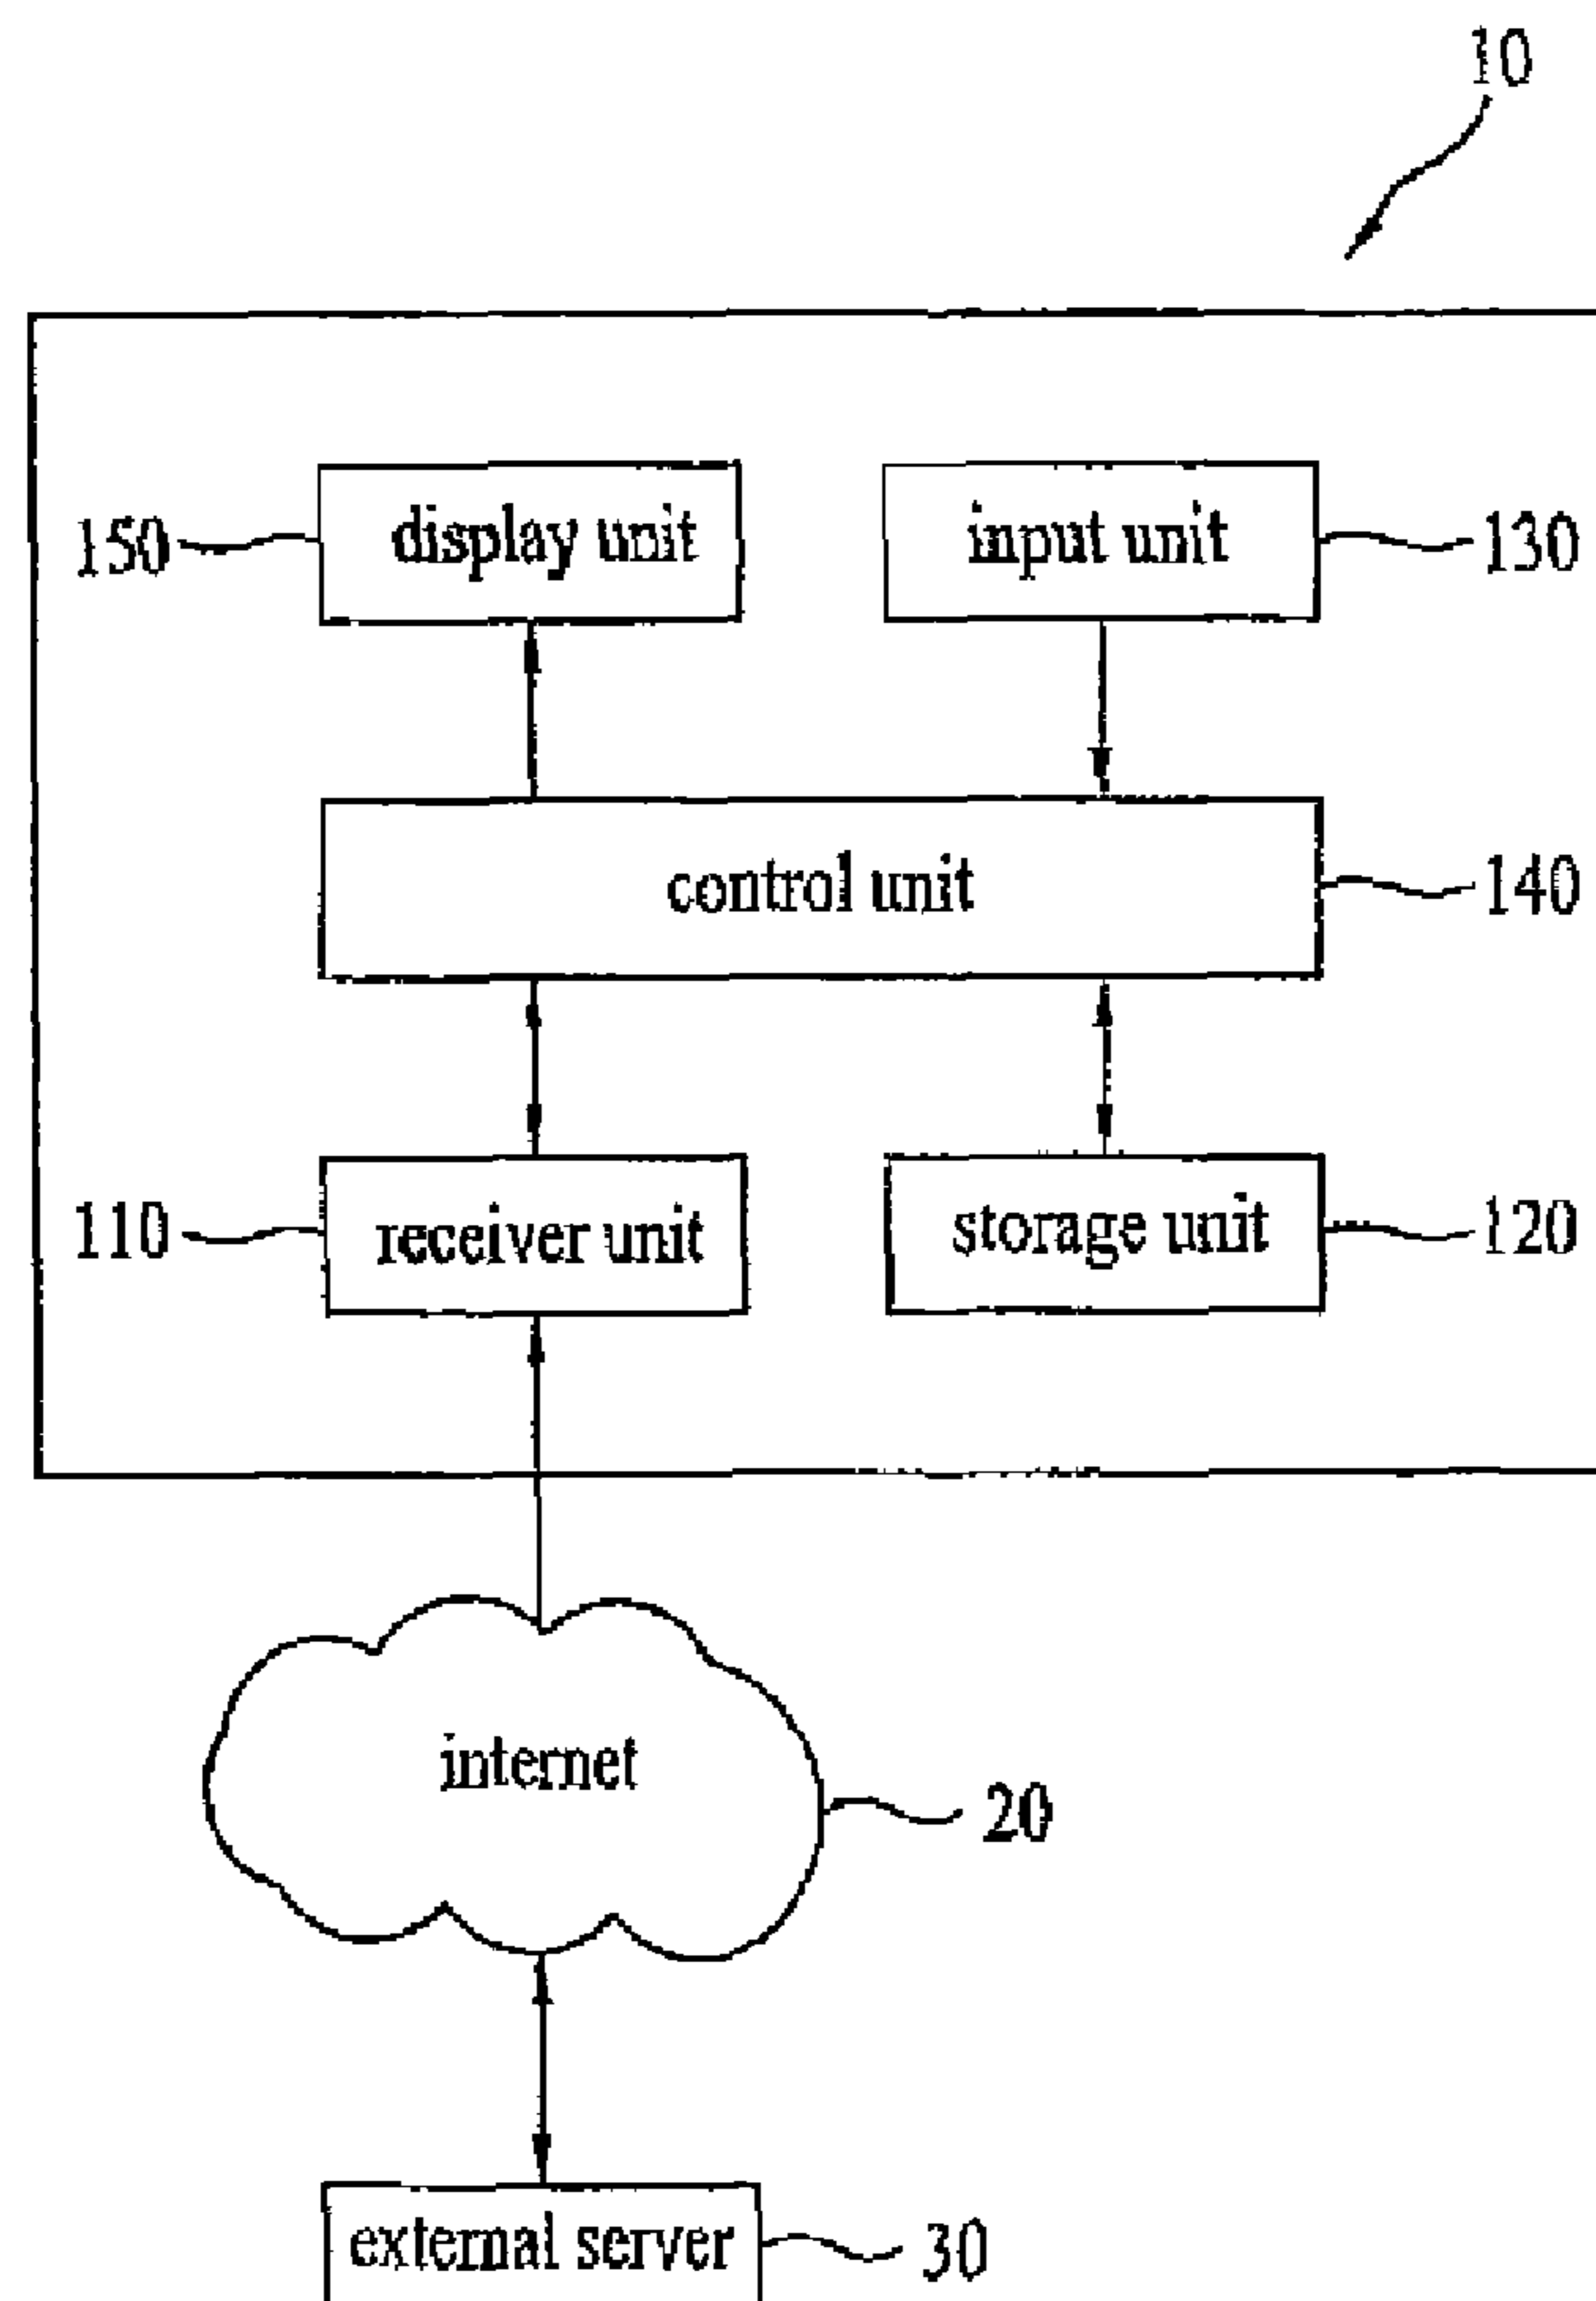 10
150 display unit input unit 130
control unit 140
110 receiver unit storage unit 120
internet
20
external server 30